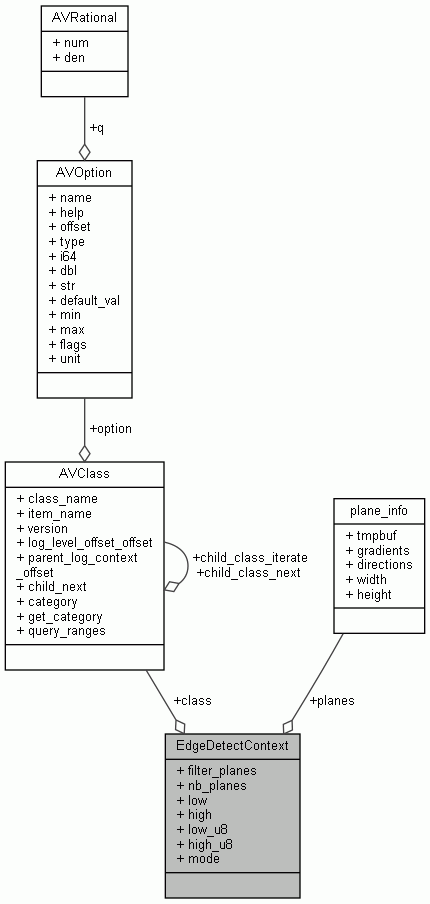 AVRational
+ num
+ den
+q
AVOption
+ name
+ help
+ offset
+ type
+ i64
+ dbl
+ str
+ default_val
+ min
+ max
+ flags
+ unit
+option
AVClass
+ class_name
+ item_name
+ version
+ log_level_offset_offset
+ parent_log_context
_offset
+ child_next
+ category
+ get_category
+ query_ranges
+child_class_iterate
+child_class_next
plane_info
+ tmpbuf
+ gradients
+ directions
+ width
+ height
+class
+planes
EdgeDetectContext
+ filter_planes
+ nb_planes
+ low
+ high
+ low_u8
+ high_u8
+ mode